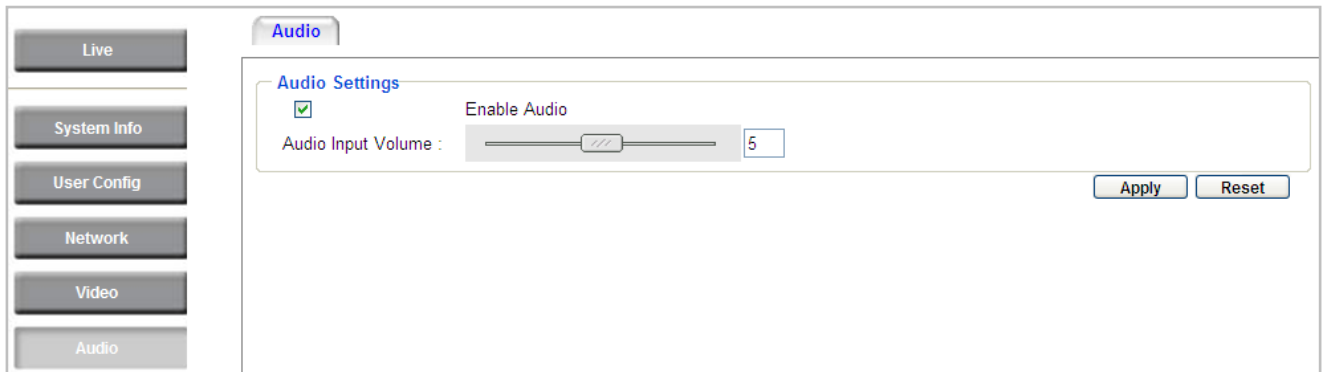 Live
System Info
User Config
Network
Video
Audio
Audio
Audio Settings
Enable Audio
Audio Input Volume :
5
Apply
Reset